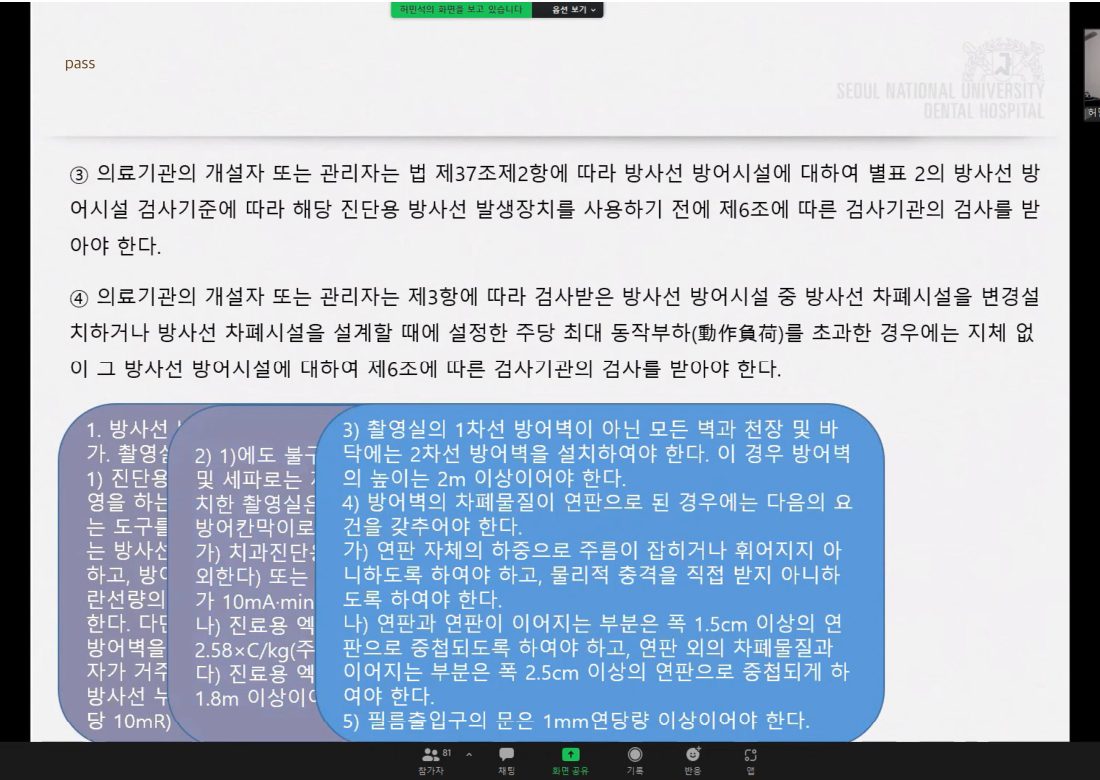 허민석의 화면을 보고 있습니다 옵션 보기
pass
SEOUL NATIONAL UNIVERSITY
DENTAL HOSPITAL
③ 의료기관의 개설자 또는 관리자는 법 제37조제2항에 따라 방사선 방어시설에 대하여 별표 2의 방사선 방
어시설 검사기준에 따라 해당 진단용 방사선 발생장치를 사용하기 전에 제6조에 따른 검사기관의 검사를 받
아야 한다.
④ 의료기관의 개설자 또는 관리자는 제3항에 따라 검사받은 방사선 방어시설 중 방사선 차폐시설을 변경설
치하거나 방사선 차폐시설을 설계할 때에 설정한 주당 최대 동작부하(動作負荷)를 초과한 경우에는 지체 없
이 그 방사선 방어시설에 대하여 제6조에 따른 검사기관의 검사를 받아야 한다.
1. 방사선
가. 촬영실
1) 진단용
영을 하는
는 도구를
는 방사선
하고, 방어
란선량의
한다. 다만
방어벽을
자가 거주
방사선 누
당 10mR)
2) 1)에도 불구
및 세파로는
치한 촬영실은
방어칸막이로
가) 치과진단용
외한다) 또는
가 10mA·min
나) 진료용 엑
2.58×C/kg(주
다) 진료용 엑
1.8m 이상이어
3) 촬영실의 1차선 방어벽이 아닌 모든 벽과 천장 및 바
닥에는 2차선 방어벽을 설치하여야 한다. 이 경우 방어벽
의 높이는 2m 이상이어야 한다.
4) 방어벽의 차폐물질이 연판으로 된 경우에는 다음의 요
건을 갖추어야 한다.
가) 연판 자체의 하중으로 주름이 잡히거나 휘어지지 아
니하도록 하여야 하고, 물리적 충격을 직접 받지 아니하
도록 하여야 한다.
나) 연판과 연판이 이어지는 부분은 폭 1.5cm 이상의 연
판으로 중첩되도록 하여야 하고, 연판 외의 차폐물질과
이어지는 부분은 폭 2.5cm 이상의 연판으로 중첩되게 하
여야 한다.
5) 필름출입구의 문은 1mm연당량 이상이어야 한다.
81
참가자 채팅 화면 공유 기록 반응 앱